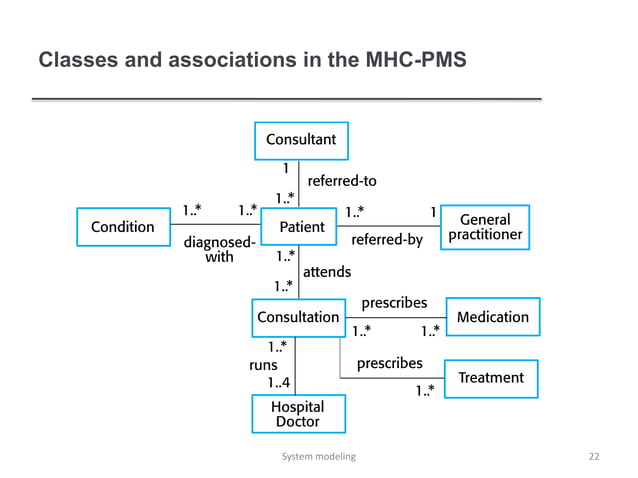 Classes and associations in the MHC-PMS
Consultant
1
referred-to
1..*
1..*
1..*
1..*
1
Condition
Patient
General
practitioner
diagnosed-
with
referred-by
1..*
attends
1..*
prescribes
Consultation
Medication
1..*
1..*
1..*
runs
prescribes
1..4
Treatment
1..*
Hospital
Doctor
System modeling
22